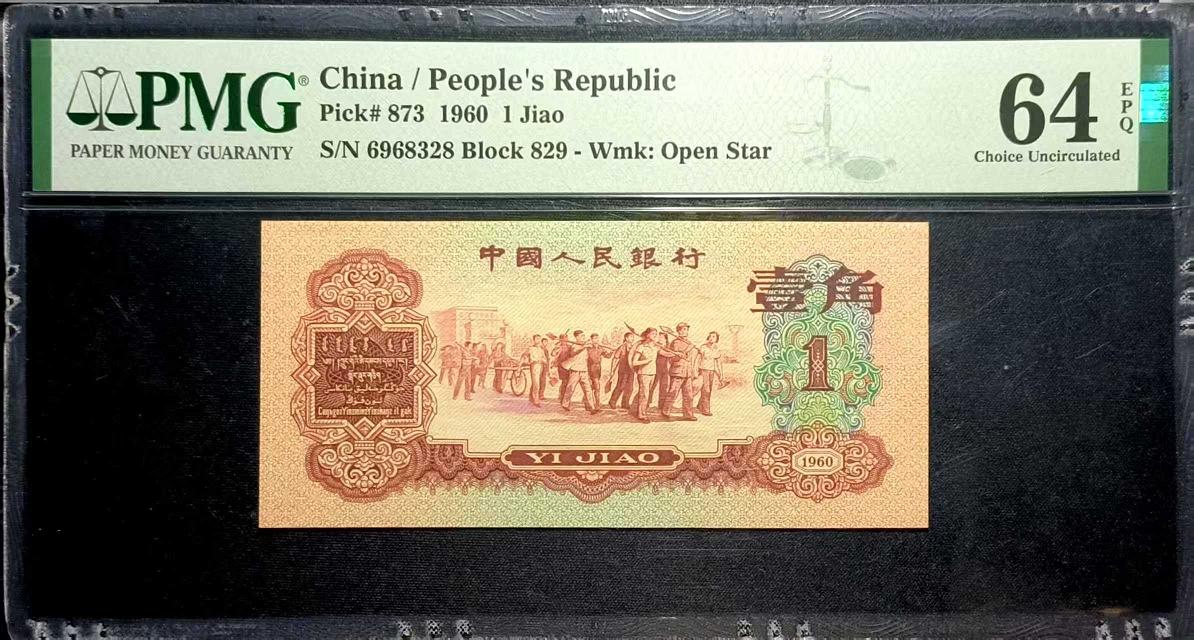 PMG®
PAPER MONEY GUARANTY
China / People's Republic
Pick# 873 1960 1 Jiao
S/N 6968328 Block 829 - Wmk: Open Star
64 EPQ
Choice Uncirculated
中國人民銀行
壹角
1
YI JIAO
1960